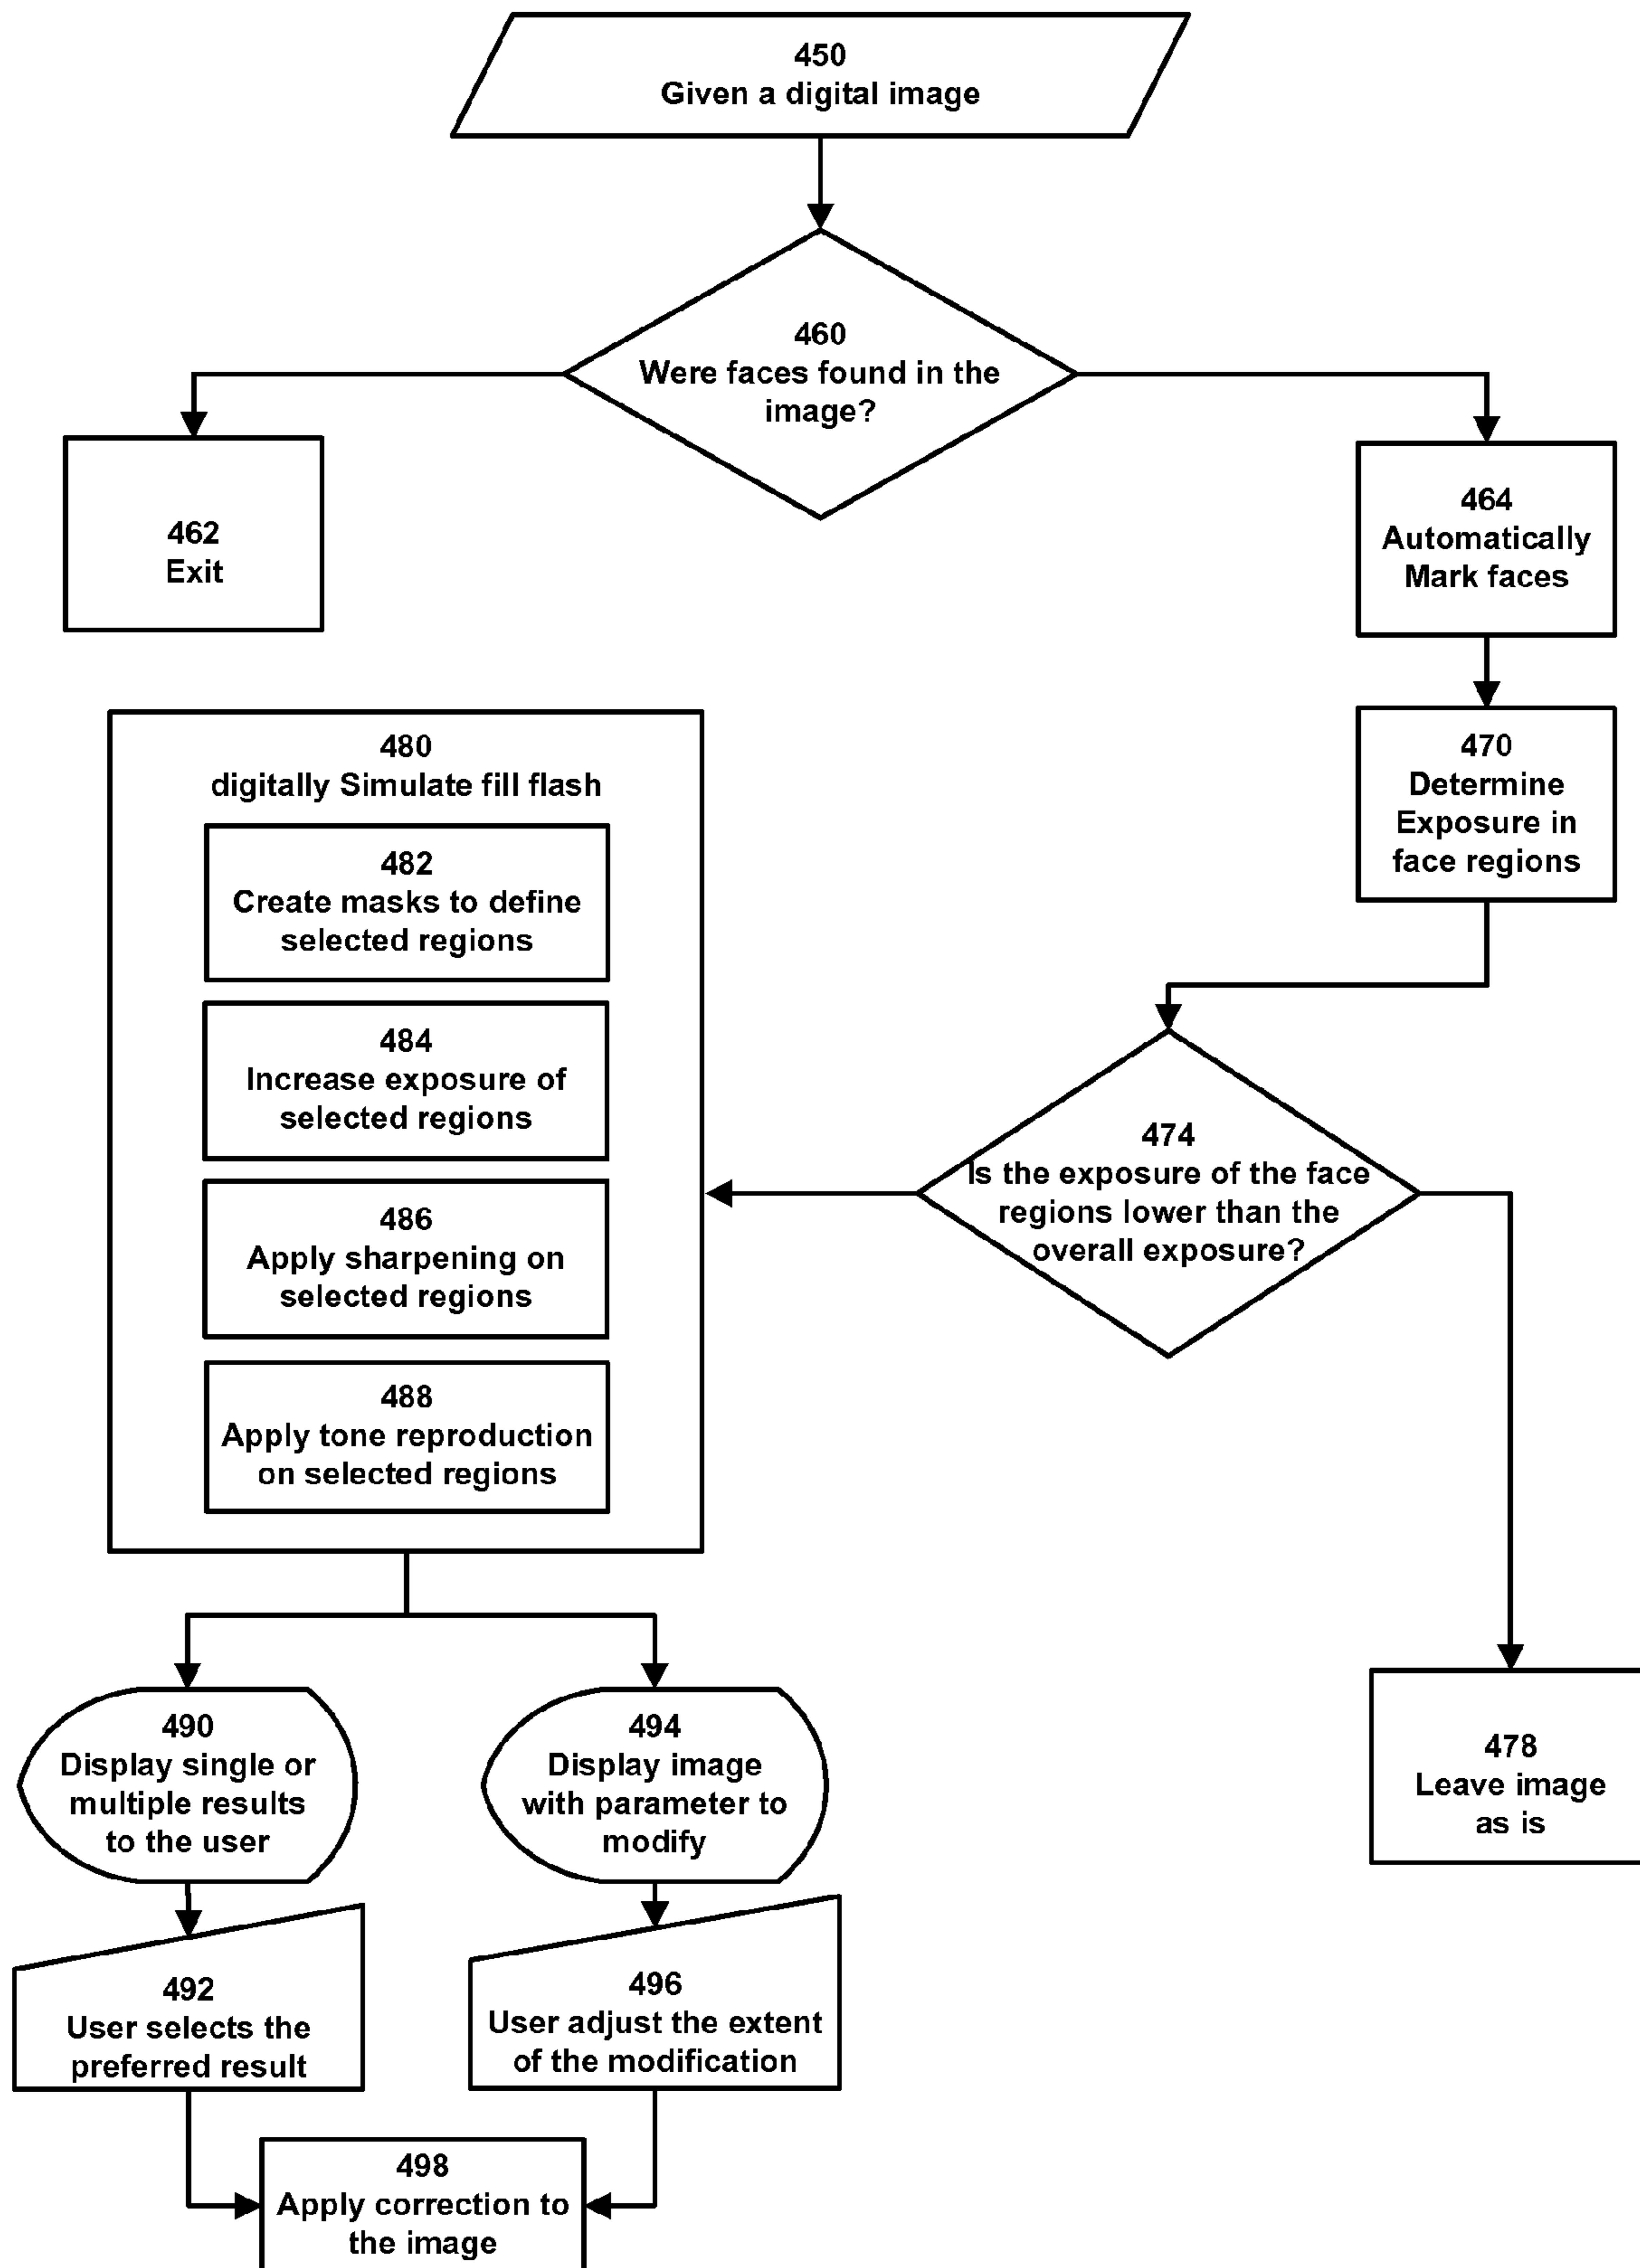 450
Given a digital image
460
Were faces found in the
image?
462
Exit
464
Automatically
Mark faces
470
Determine
Exposure in
face regions
474
Is the exposure of the face
regions lower than the
overall exposure?
478
Leave image
as is
480
digitally Simulate fill flash
482
Create masks to define
selected regions
484
Increase exposure of
selected regions
486
Apply sharpening on
selected regions
488
Apply tone reproduction
on selected regions
490
Display single or
multiple results
to the user
492
User selects the
preferred result
494
Display image
with parameter to
modify
496
User adjust the extent
of the modification
498
Apply correction to
the image